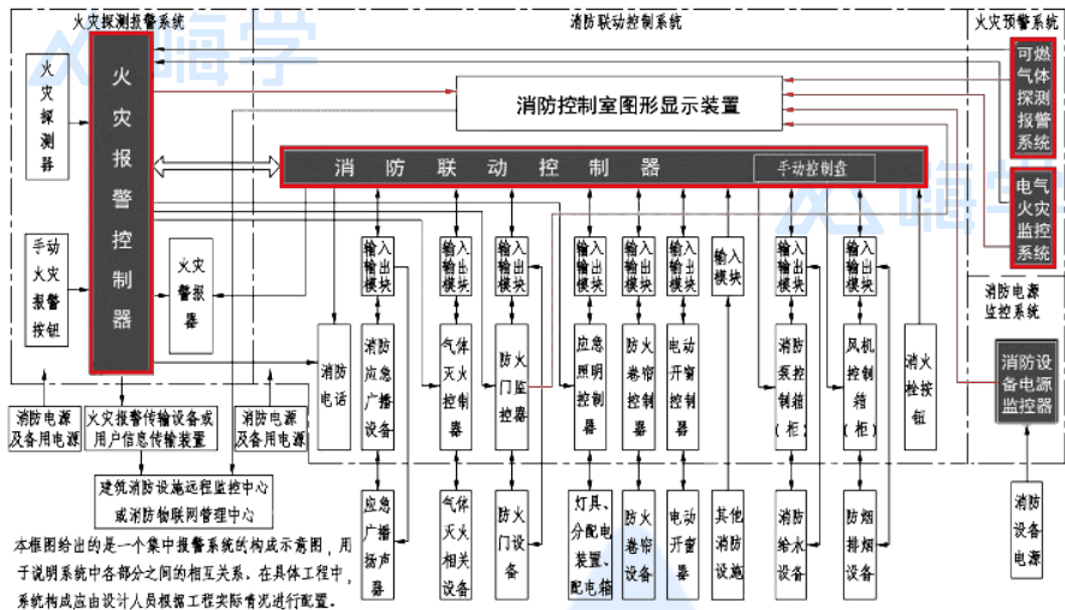 火灾探测报警系统
消防联动控制系统
火灾预警系统
嗨学
火灾探测器
火灾报警控制器
消防控制室图形显示装置
可燃
气体
探测
报警
系统
消防联动控制器
手动控制盘
电气
火灾
监控
系统
嗨学
手动
火灾
报警
按钮
火灾
警报
器
输入
输出
模块
输入
输出
模块
输入
输出
模块
输入
输出
模块
输入
输出
模块
输入
输出
模块
输入
模块
输入
输出
模块
输入
输出
模块
消防电源
监控系统
消防
电话
消防
应急
广播
设备
气体
灭火
控制
器
防火
门监
控器
应急
照明
控制
器
防火
卷帘
控制
器
电动
开窗
控制
器
消防
泵控
制箱
(柜)
风机
控制
箱
(柜)
消火
栓按
钮
消防设
备电源
监控器
消防电源
及备用电源
火灾报警传输设备或
用户信息传输装置
消防电源
及备用电源
建筑消防设施远程监控中心
或消防物联网管理中心
应急
广播
扬声
器
气体
灭火
相关
设备
防火
门设
备
灯具、
分配电
装置、
配电箱
防火
卷帘
设备
电动
开窗
器
其他
消防
设施
消防
给水
设备
防烟
排烟
设备
消防
设备
电源
本框图给出的是一个集中报警系统的构成示意图，用
于说明系统中各部分之间的相互关系。在具体工程中，
系统构成应由设计人员根据工程实际情况进行配置。